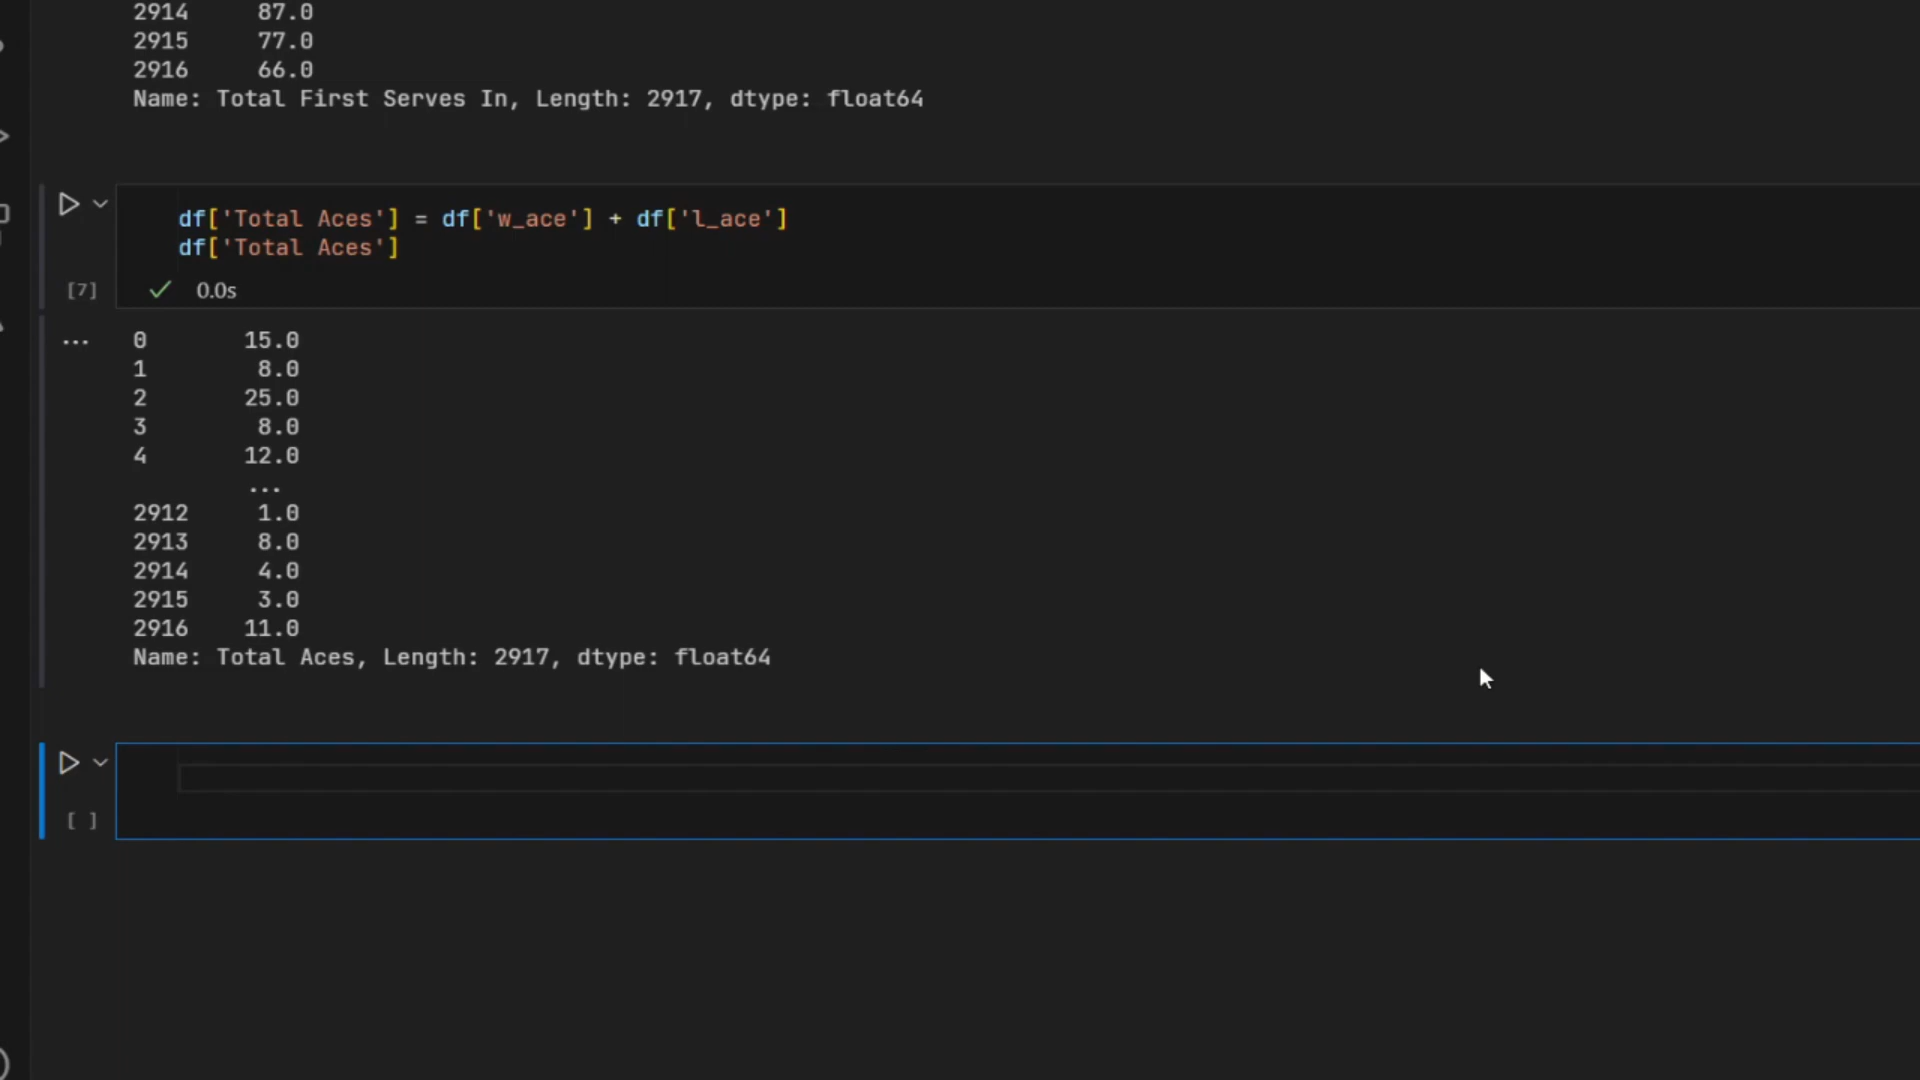 2914 87.0
2915 77.0
2916 66.0
Name: Total First Serves In, Length: 2917, dtype: float64
df['Total Aces'] = df['w_ace'] + df['l_ace']
df['Total Aces']
[7] 0.0s
... 0 15.0
1 8.0
2 25.0
3 8.0
4 12.0
...
2912 1.0
2913 8.0
2914 4.0
2915 3.0
2916 11.0
Name: Total Aces, Length: 2917, dtype: float64
[ ]